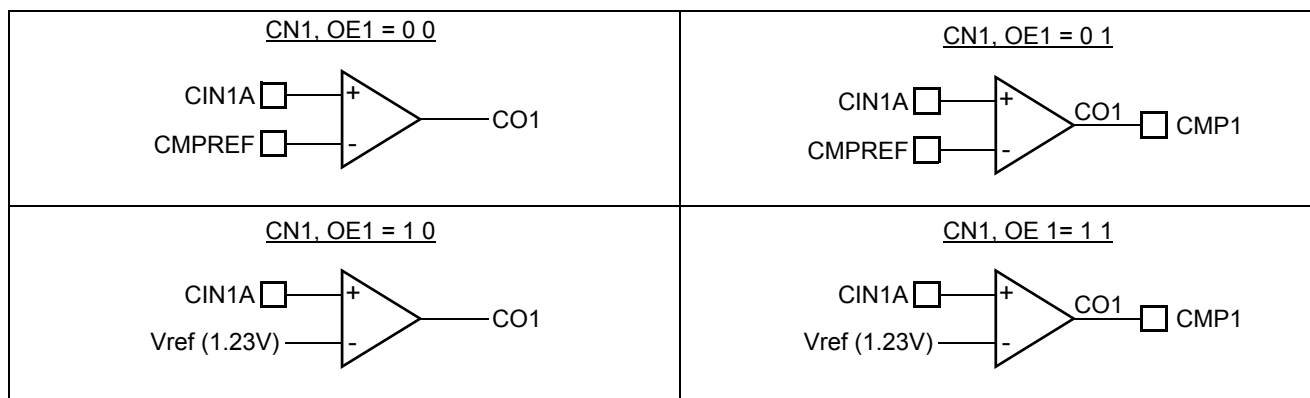 CN1, OE1 = 0 0
CIN1A
+
CMPREF
-
CO1
CN1, OE1 = 0 1
CIN1A
+
CMPREF
-
CO1
CMP1
CN1, OE1 = 1 0
CIN1A
+
Vref (1.23V)
-
CO1
CN1, OE 1= 1 1
CIN1A
+
Vref (1.23V)
-
CO1
CMP1